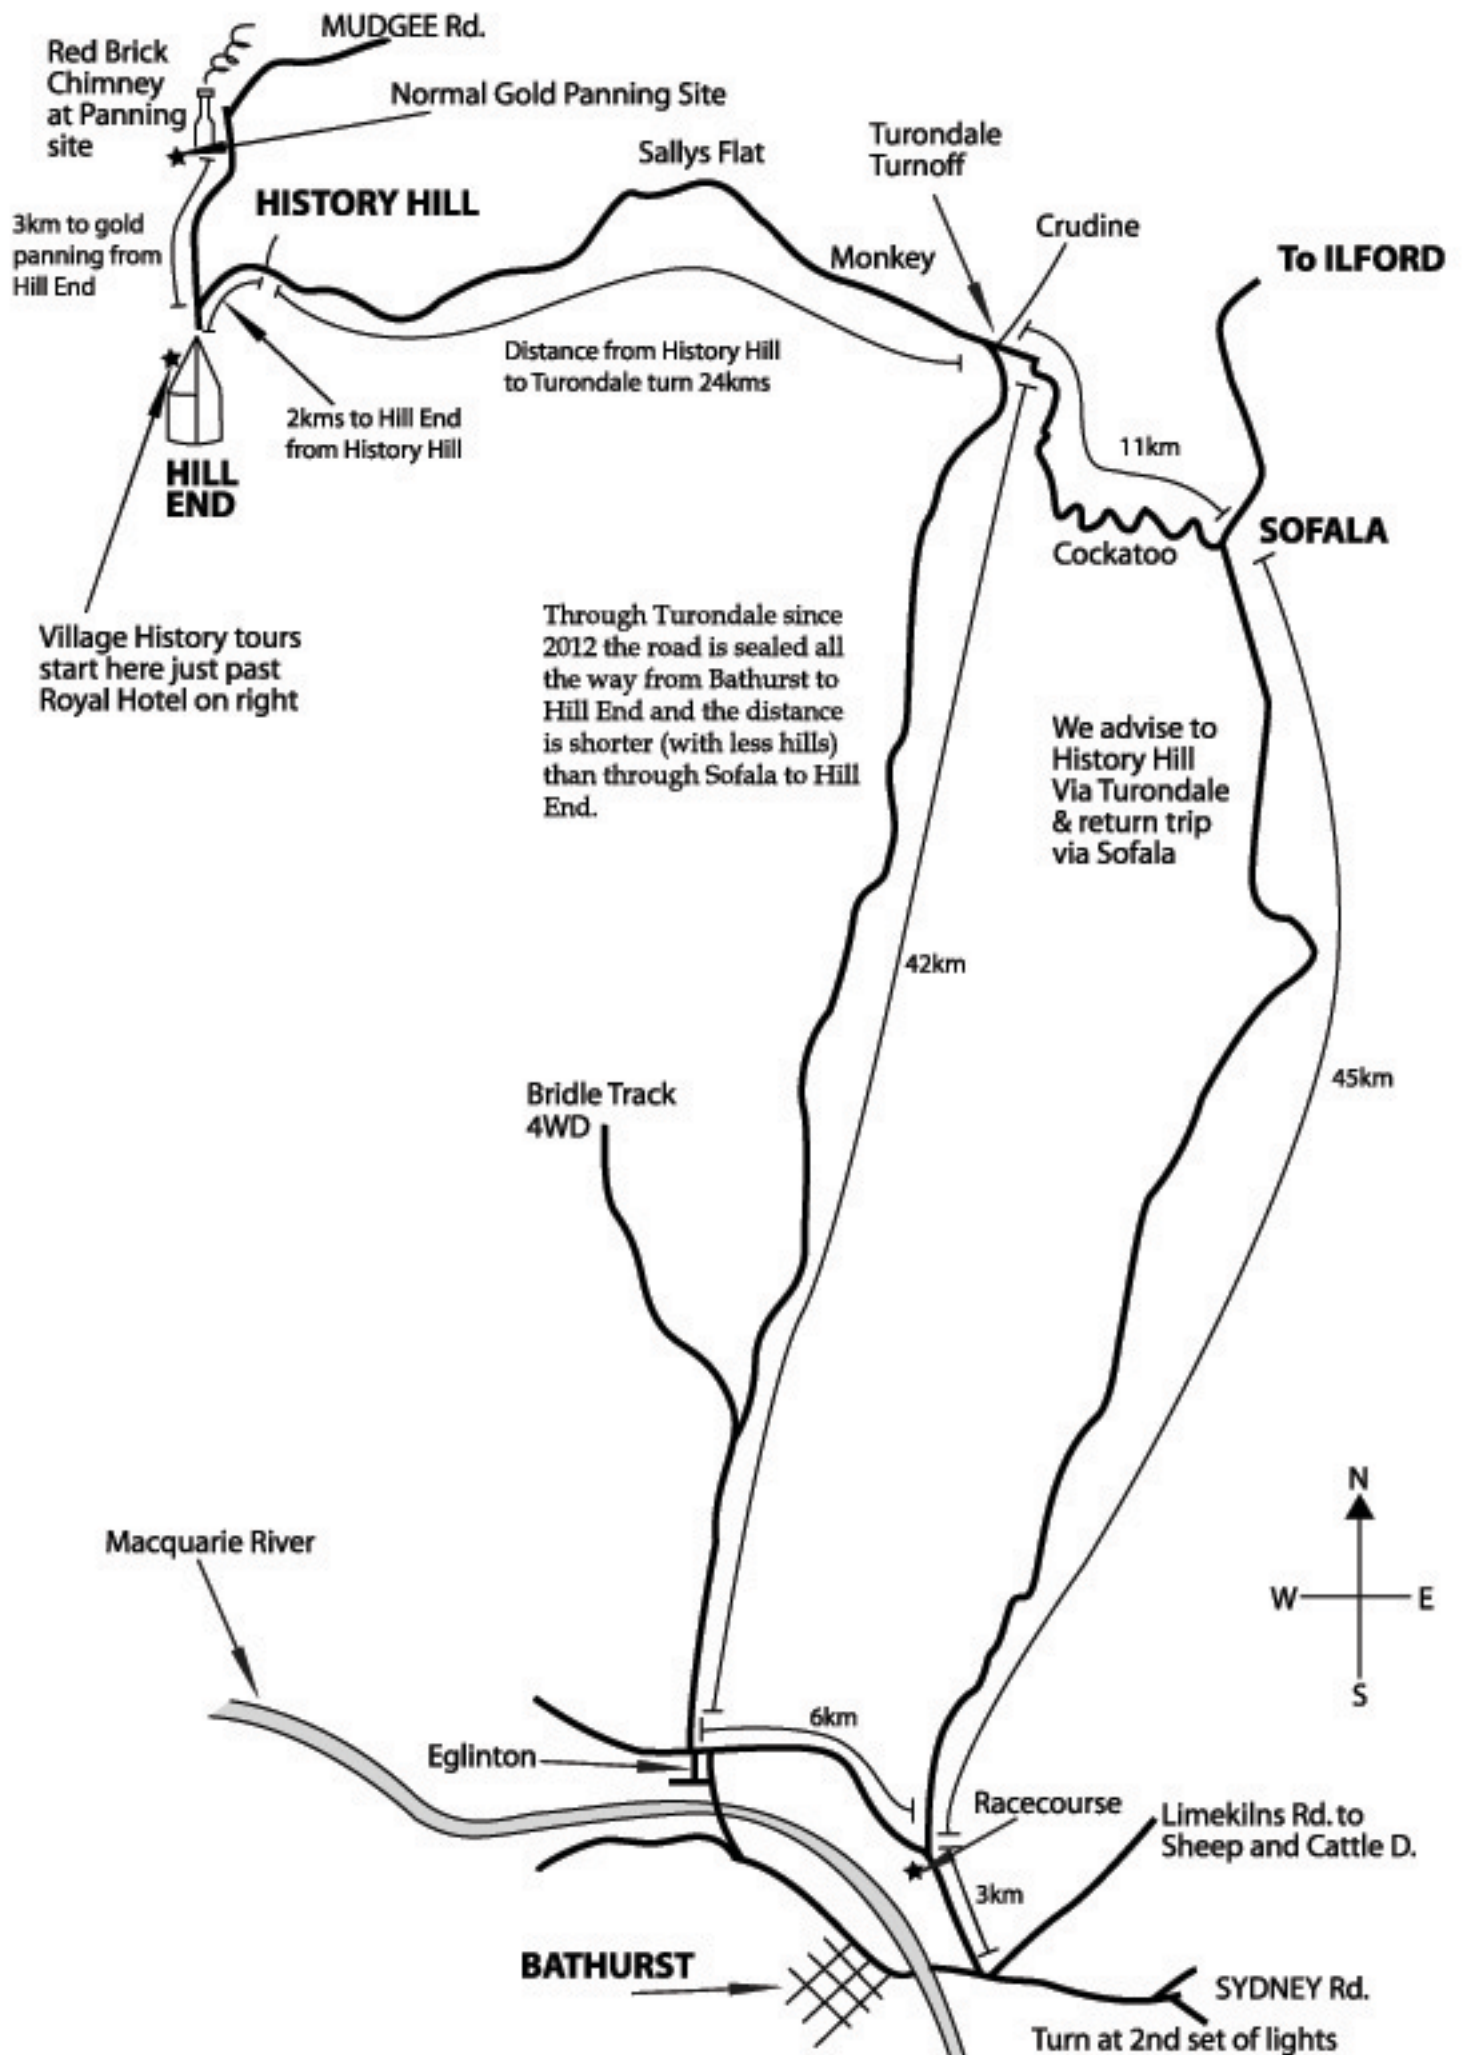 MUDGEE Rd.
Red Brick
Chimney
at Panning
site
Normal Gold Panning Site
Sallys Flat
Turondale
Turnoff
HISTORY HILL
3km to gold
panning from
Hill End
Monkey
Crudine
To ILFORD
Distance from History Hill
to Turondale turn 24kms
2kms to Hill End
from History Hill
11km
HILL
END
SOFALA
Cockatoo
Village History tours
start here just past
Royal Hotel on right
Through Turondale since
2012 the road is sealed all
the way from Bathurst to
Hill End and the distance
is shorter (with less hills)
than through Sofala to Hill
End.
We advise to
History Hill
Via Turondale
& return trip
via Sofala
42km
45km
Bridle Track
4WD
N
W
E
S
Macquarie River
6km
Eglinton
Racecourse
Limekilns Rd. to
Sheep and Cattle D.
3km
BATHURST
SYDNEY Rd.
Turn at 2nd set of lights